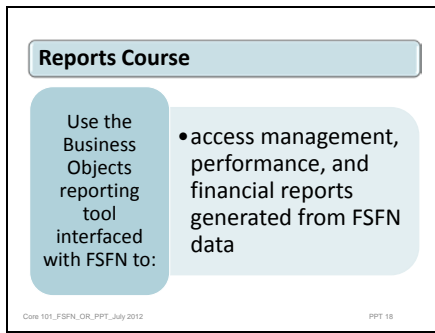 Reports Course
Use the
Business
Objects
reporting
tool
interfaced
with FSFN to:
•access management,
performance, and
financial reports
generated from FSFN
data
Core 101_FSFN_OR_PPT_July 2012
PPT 18